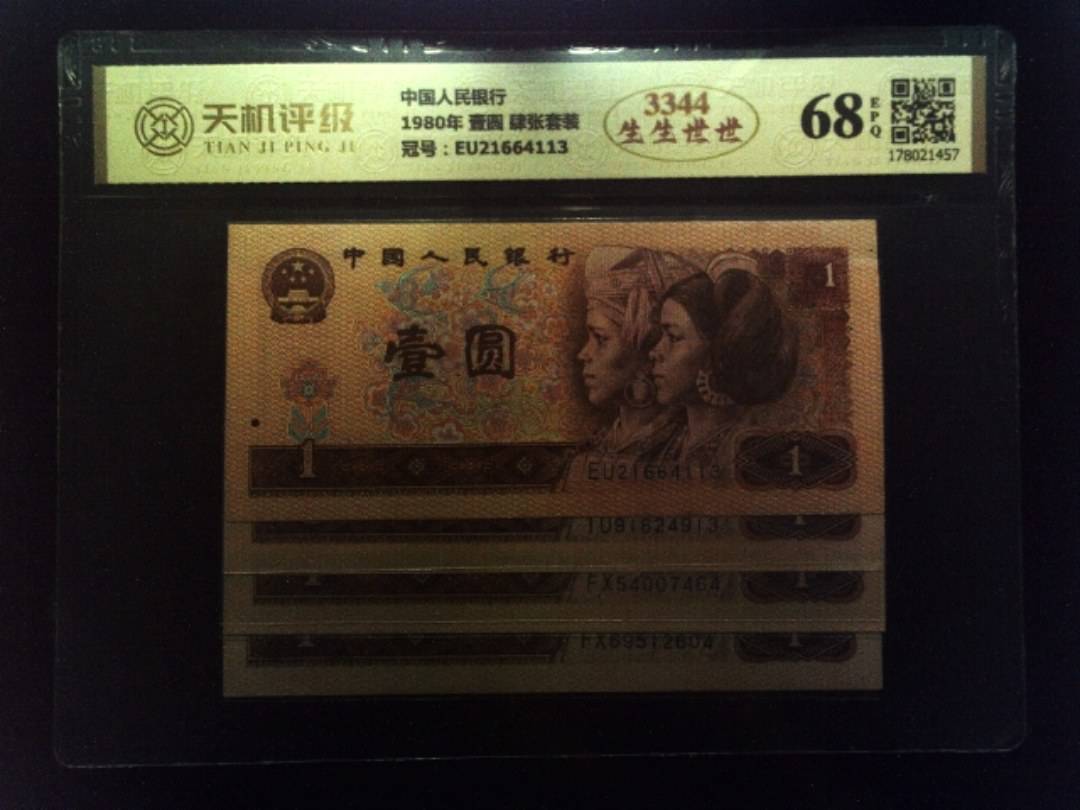 天机评级
TIAN JI PING JI
中国人民银行
1980年 壹圆 肆张套装
冠号：EU21664113
3344
生生世世
68
EPQ
178021457
中国人民银行
1
壹圆
1
EU21664113
1
FX54007464
FX69512604